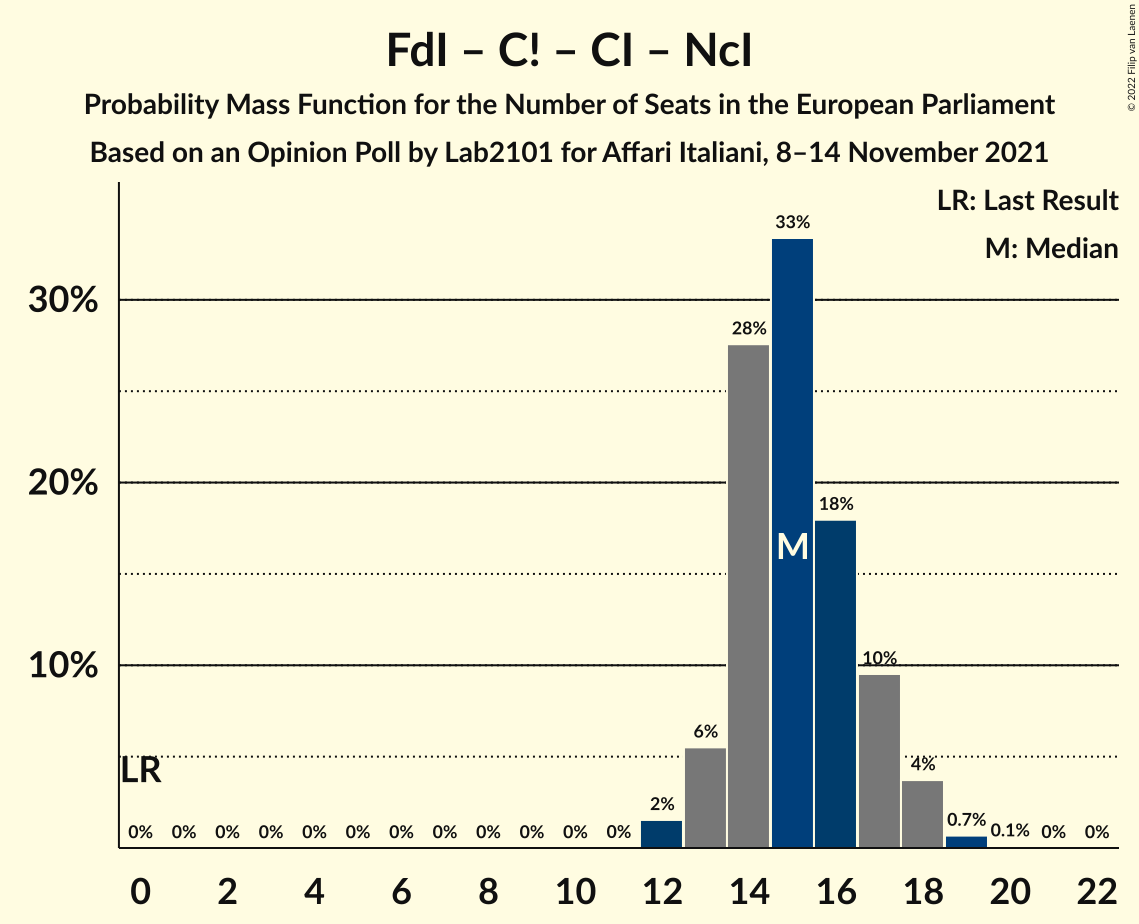 FdI – C! – CI – NcI
Probability Mass Function for the Number of Seats in the European Parliament
Based on an Opinion Poll by Lab2101 for Affari Italiani, 8–14 November 2021
© 2022 Filip van Laenen
LR: Last Result
M: Median
33%
30%
28%
20%
18%
M
10%
10%
6%
LR
4%
2%
0.7%
0% 0% 0% 0% 0% 0% 0% 0% 0% 0% 0% 0% 0.1% 0% 0%
0 2 4 6 8 10 12 14 16 18 20 22